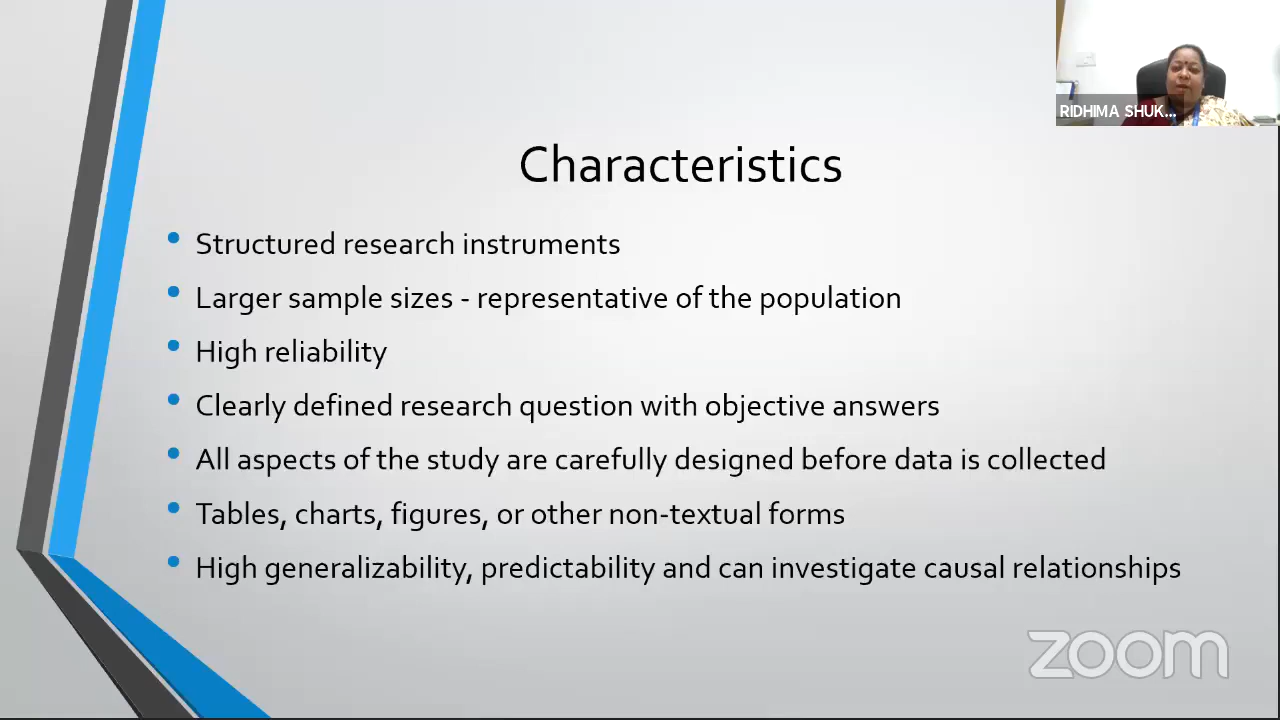 RIDHIMA SHUK...
Characteristics
Structured research instruments
Larger sample sizes - representative of the population
High reliability
Clearly defined research question with objective answers
All aspects of the study are carefully designed before data is collected
Tables, charts, figures, or other non-textual forms
High generalizability, predictability and can investigate causal relationships
zoom